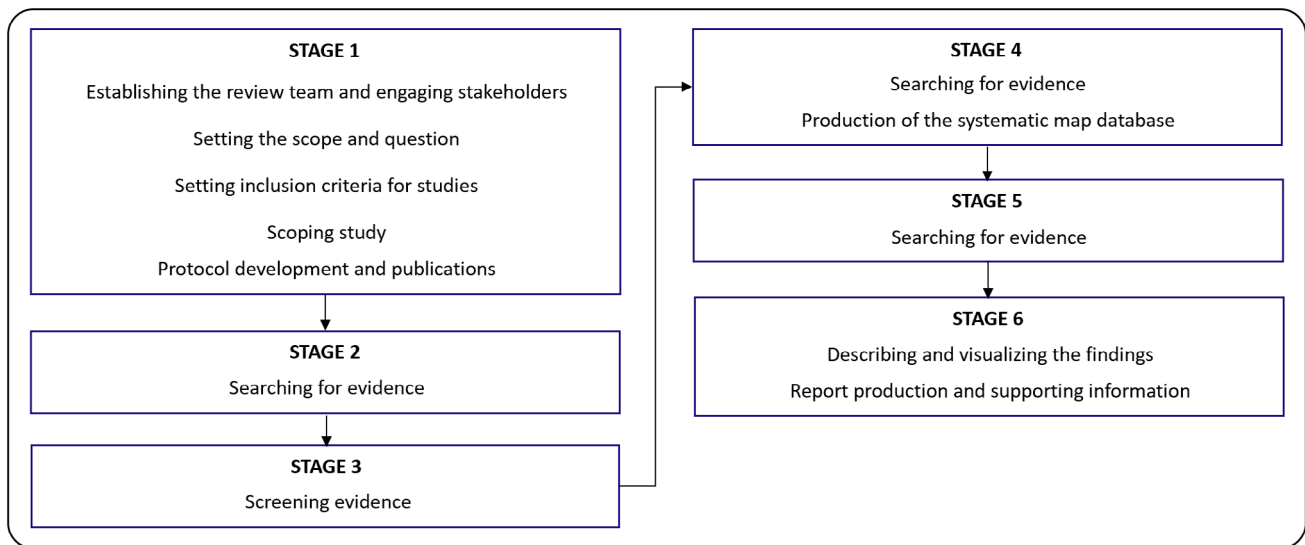 STAGE 1
Establishing the review team and engaging stakeholders
Setting the scope and question
Setting inclusion criteria for studies
Scoping study
Protocol development and publications
STAGE 2
Searching for evidence
STAGE 3
Screening evidence
STAGE 4
Searching for evidence
Production of the systematic map database
STAGE 5
Searching for evidence
STAGE 6
Describing and visualizing the findings
Report production and supporting information